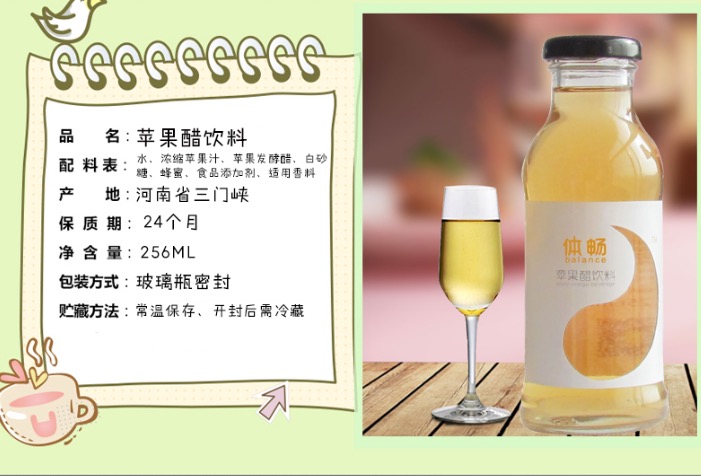 品 名：苹果醋饮料
配 料 表：水、浓缩苹果汁、苹果发酵醋、白砂
糖、蜂蜜、食品添加剂、适用香料
产 地：河南省三门峡
保 质 期：24个月
净 含 量：256ML
包装方式：玻璃瓶密封
贮藏方法：常温保存、开封后需冷藏
体畅
balance
苹果醋饮料